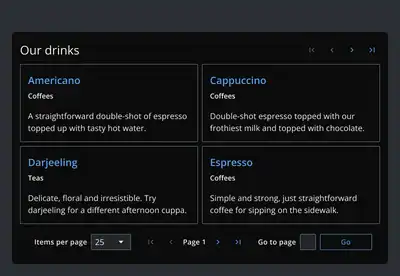 Our drinks
Americano
Coffees
A straightforward double-shot of espresso
topped up with tasty hot water.
Cappuccino
Coffees
Double-shot espresso topped with our
frothiest milk and topped with chocolate.
Darjeeling
Teas
Delicate, floral and irresistible. Try
darjeeling for a different afternoon cuppa.
Espresso
Coffees
Simple and strong, just straightforward
coffee for sipping on the sidewalk.
Items per page 25 Page 1 Go to page Go